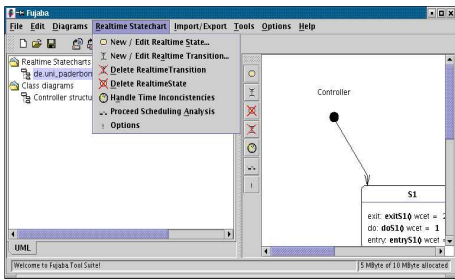 Fujaba
File Edit Diagrams Realtime Statechart Import/Export Tools Options Help
New / Edit Realtime State...
New / Edit Realtime Transition...
Delete RealtimeTransition
Delete RealtimeState
Handle Time Inconcistencies
Proceed Scheduling Analysis
Options
Realtime Statecharts
de.uni_paderbor
Class diagrams
Controller structu
UML
Controller
S1
exit: exitS1() wcet = 2
do: doS1() wcet = 1
entry: entryS1() wcet =
Welcome to Fujaba Tool Suite!
5 MByte of 10 MByte allocated